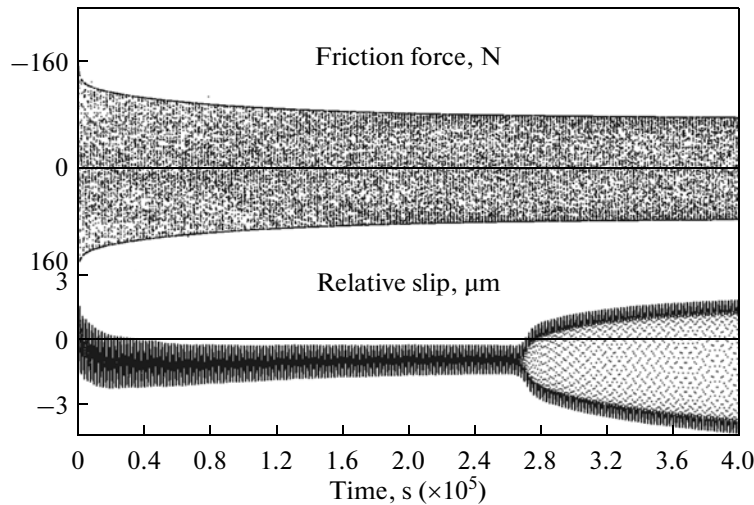 −160
Friction force, N
0
160
3
Relative slip, µm
0
−3
0 0.4 0.8 1.2 1.6 2.0 2.4 2.8 3.2 3.6 4.0
Time, s (×10⁵)